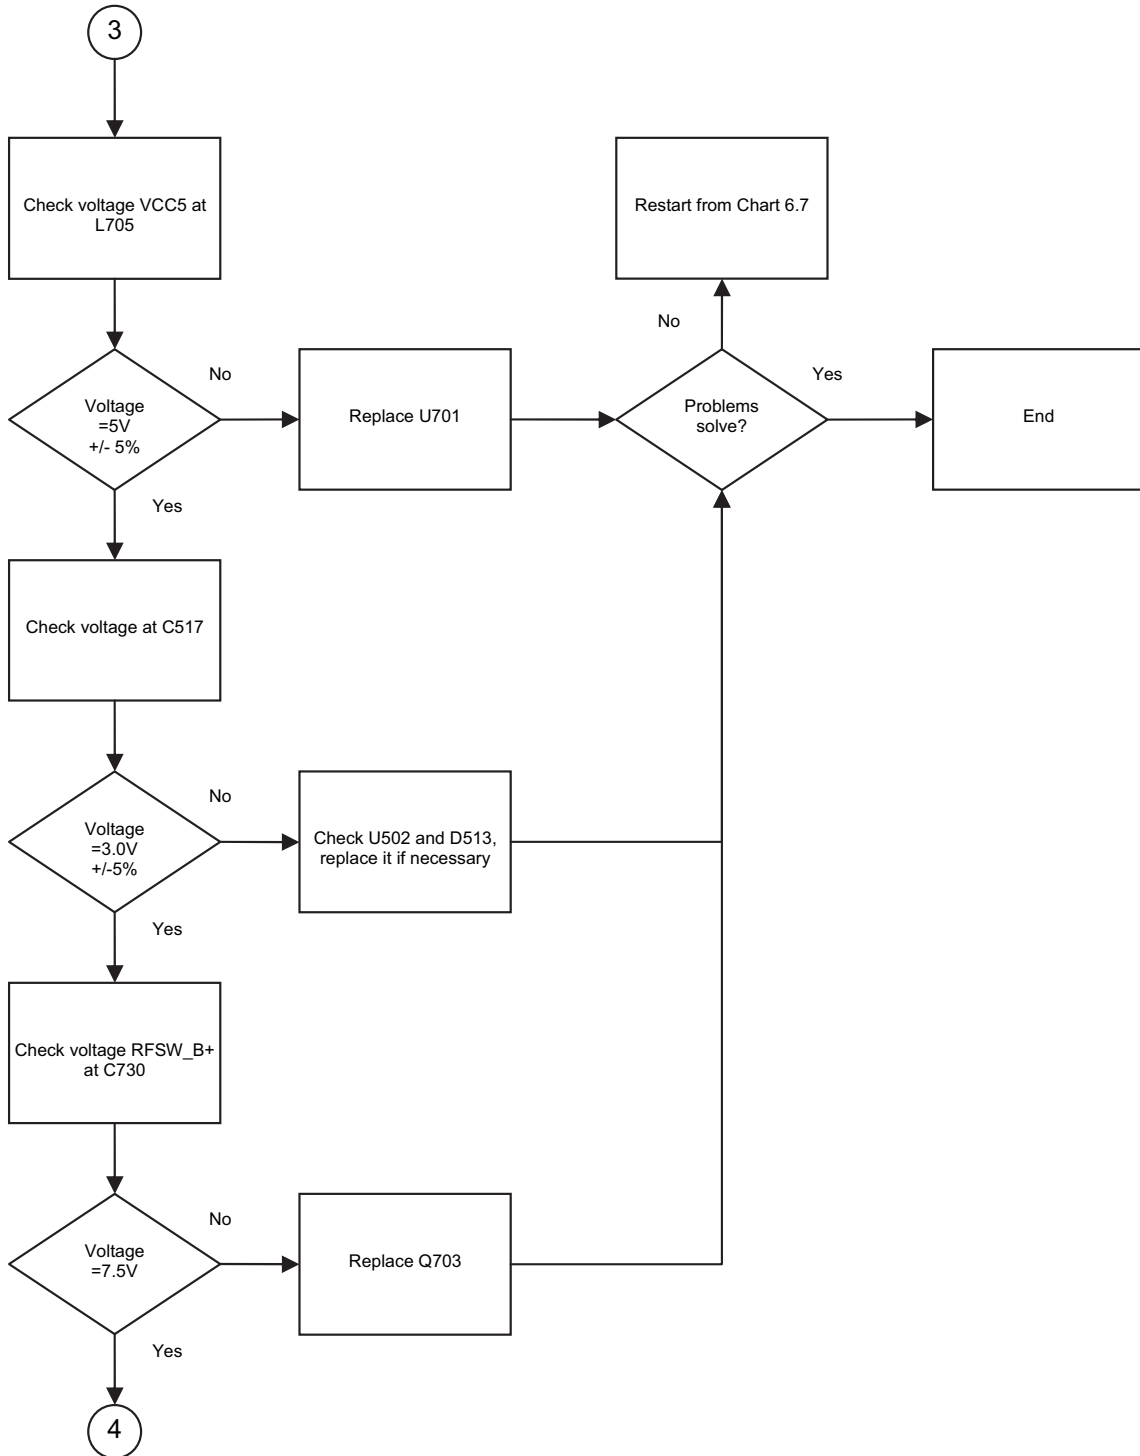 3
Check voltage VCC5 at
L705
Restart from Chart 6.7
No
No
Yes
Voltage
=5V
+/- 5%
Replace U701
Problems
solve?
End
Yes
Check voltage at C517
No
Voltage
=3.0V
+/-5%
Check U502 and D513,
replace it if necessary
Yes
Check voltage RFSW_B+
at C730
No
Voltage
=7.5V
Replace Q703
Yes
4